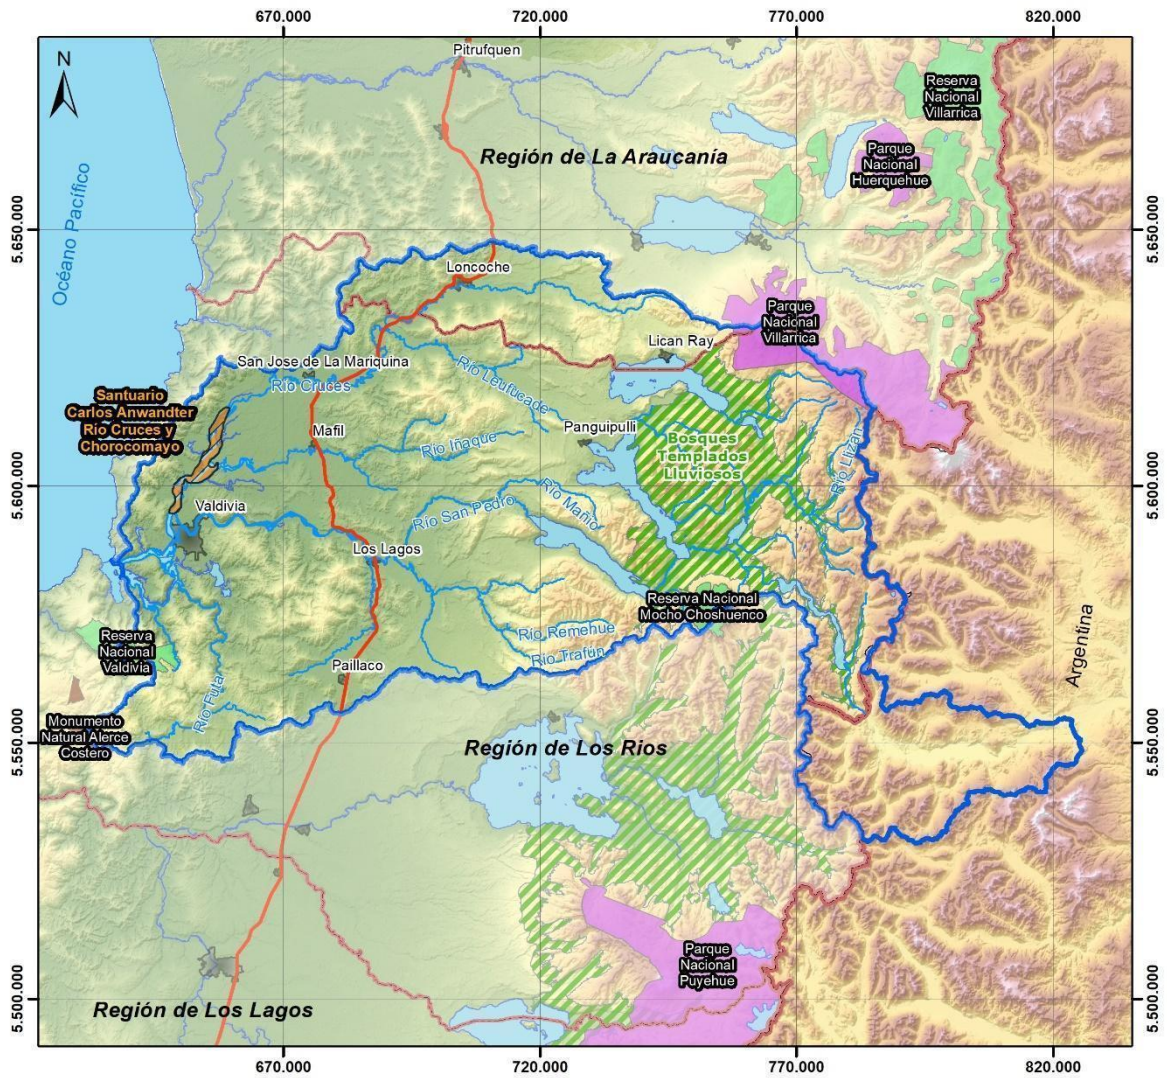 670.000
720.000
770.000
820.000
N
Pitrufquen
Reserva
Nacional
Villarrica
Región de La Araucanía
Parque
Nacional
Huerquehue
Océano Pacífico
5.650.000
5.650.000
Loncoche
Parque
Nacional
Villarrica
Lican Ray
San Jose de La Mariquina
Río Cruces
Río Leufucade
Santuario
Carlos Anwandter
Río Cruces y
Chorocomayo
Mafil
Panguipulli
Río Iñaque
Bosques
Templados
Lluviosos
Río Llizán
5.600.000
5.600.000
Valdivia
Río San Pedro
Río Mañio
Los Lagos
Reserva Nacional
Mocho Choshuenco
Reserva
Nacional
Valdivia
Río Remehue
Río Trafún
Paillaco
Argentina
Río Futa
Monumento
Natural Alerce
Costero
Región de Los Rios
5.550.000
5.550.000
Parque
Nacional
Puyehue
Región de Los Lagos
5.500.000
5.500.000
670.000
720.000
770.000
820.000